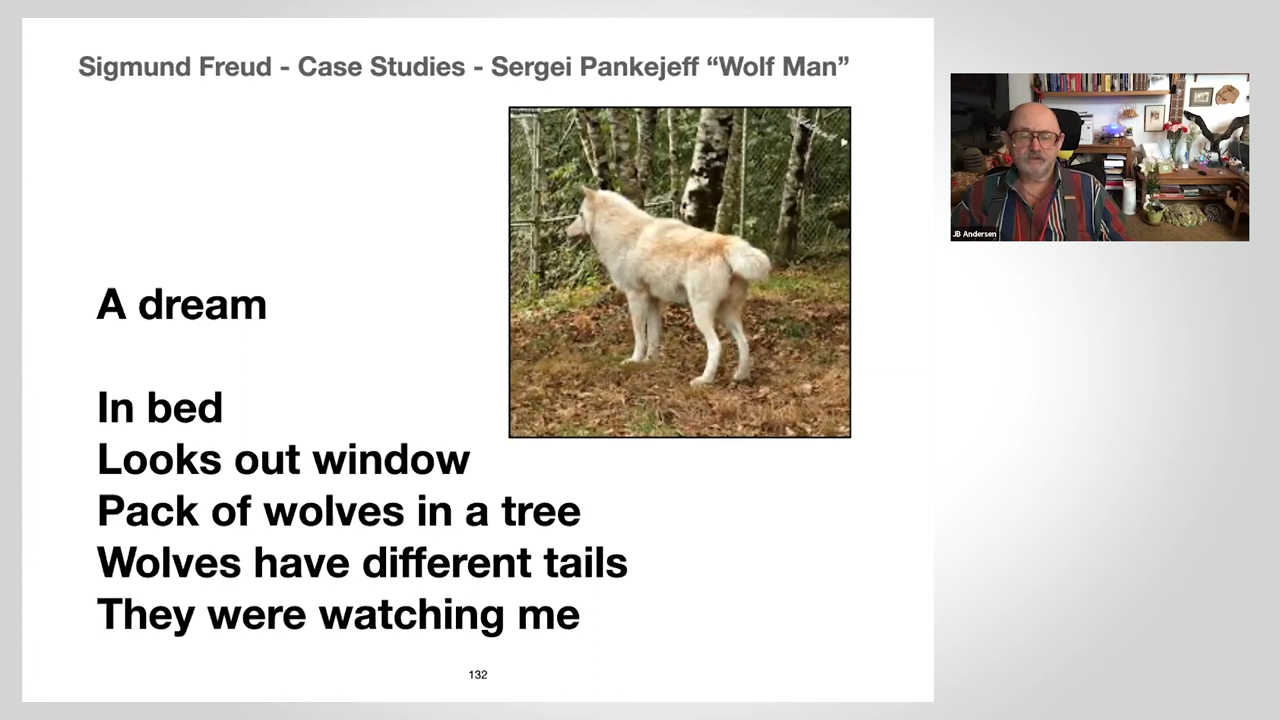 Sigmund Freud - Case Studies - Sergei Pankejeff “Wolf Man”
A dream
In bed
Looks out window
Pack of wolves in a tree
Wolves have different tails
They were watching me
132
JB Andersen